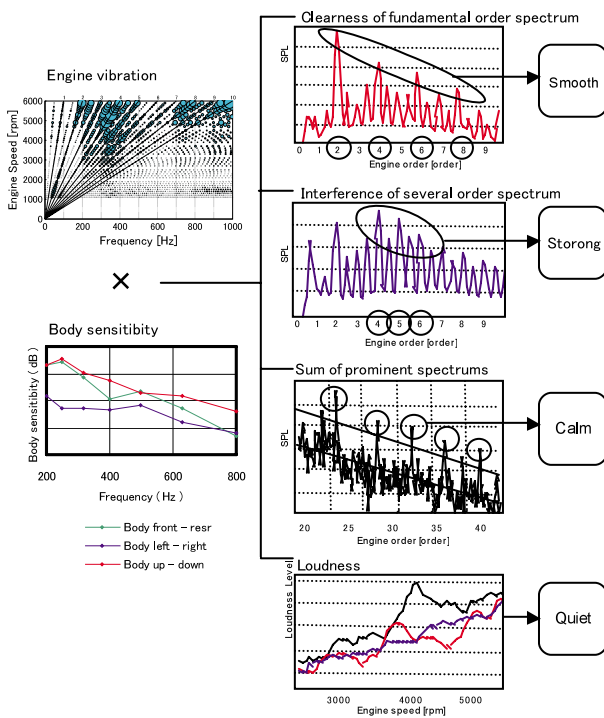 Engine vibration
0 1 2 3 4 5 6 7 8 9 10
6000
5000
4000
3000
2000
1000
0
Engine Speed [rpm]
0 200 400 600 800 1000
Frequency [Hz]
×
Body sensitibity
Body sensitibity（dB）
200 400 600 800
Frequency（Hz）
Body front－resr
Body left－right
Body up－down
Clearness of fundamental order spectrum
SPL
0 1 2 3 4 5 6 7 8 9
Engine order [order]
Smooth
Interference of several order spectrum
SPL
0 1 2 3 4 5 6 7 8 9
Engine order [order]
Storong
Sum of prominent spectrums
SPL
20 25 30 35 40
Engine order [order]
Calm
Loudness
Loudness Level
3000 4000 5000
Engine speed [rpm]
Quiet